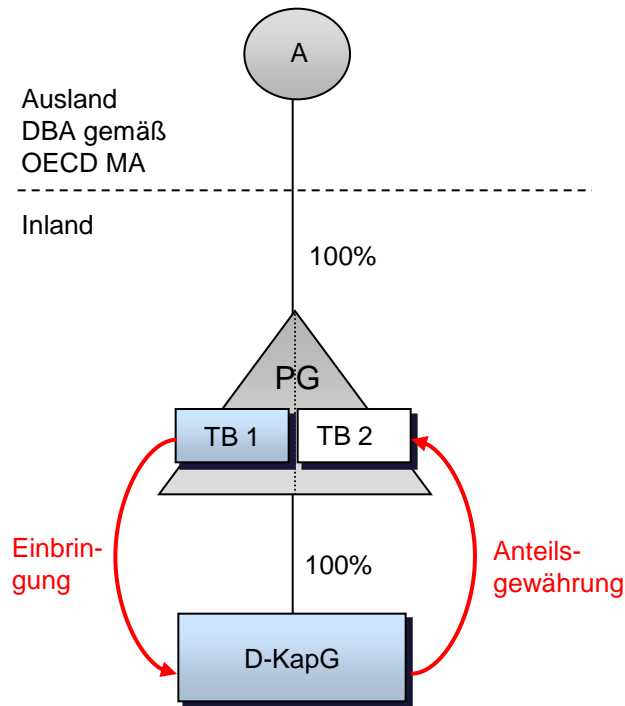 A
Ausland
DBA gemäß
OECD MA
Inland
100%
PG
TB 1
TB 2
Einbrin-
gung
100%
Anteils-
gewährung
D-KapG